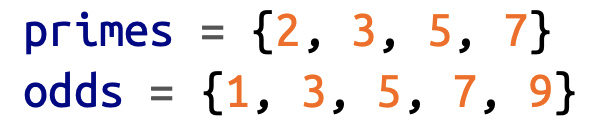 primes = {2, 3, 5, 7}
odds = {1, 3, 5, 7, 9}